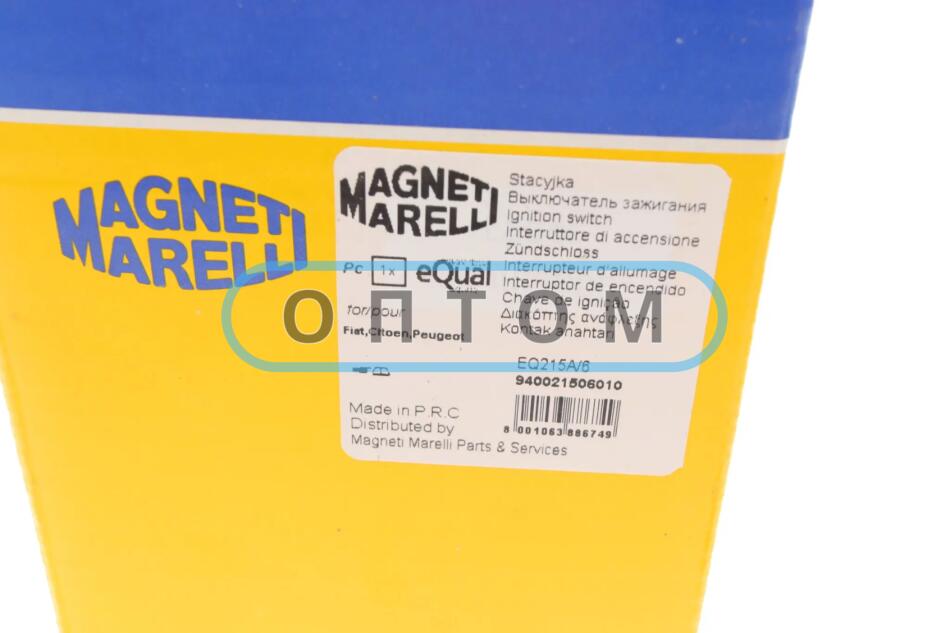 MAGNETI
MARELLI
MAGNETI
MARELLI
Stacyjka
Выключатель зажигания
Ignition switch
Interruttore di accensione
Zündschloss
Interrupteur d'allumage
Interruptor de encendido
Chave de ignição
Διακόπτης ανάφλεξης
Kontak anahtarı
Pc 1x eQual
for/pour
Fiat,Citoen,Peugeot
ОПТОМ
EQ215A/6
940021506010
8 001063 886749
Made in P.R.C
Distributed by
Magneti Marelli Parts & Services